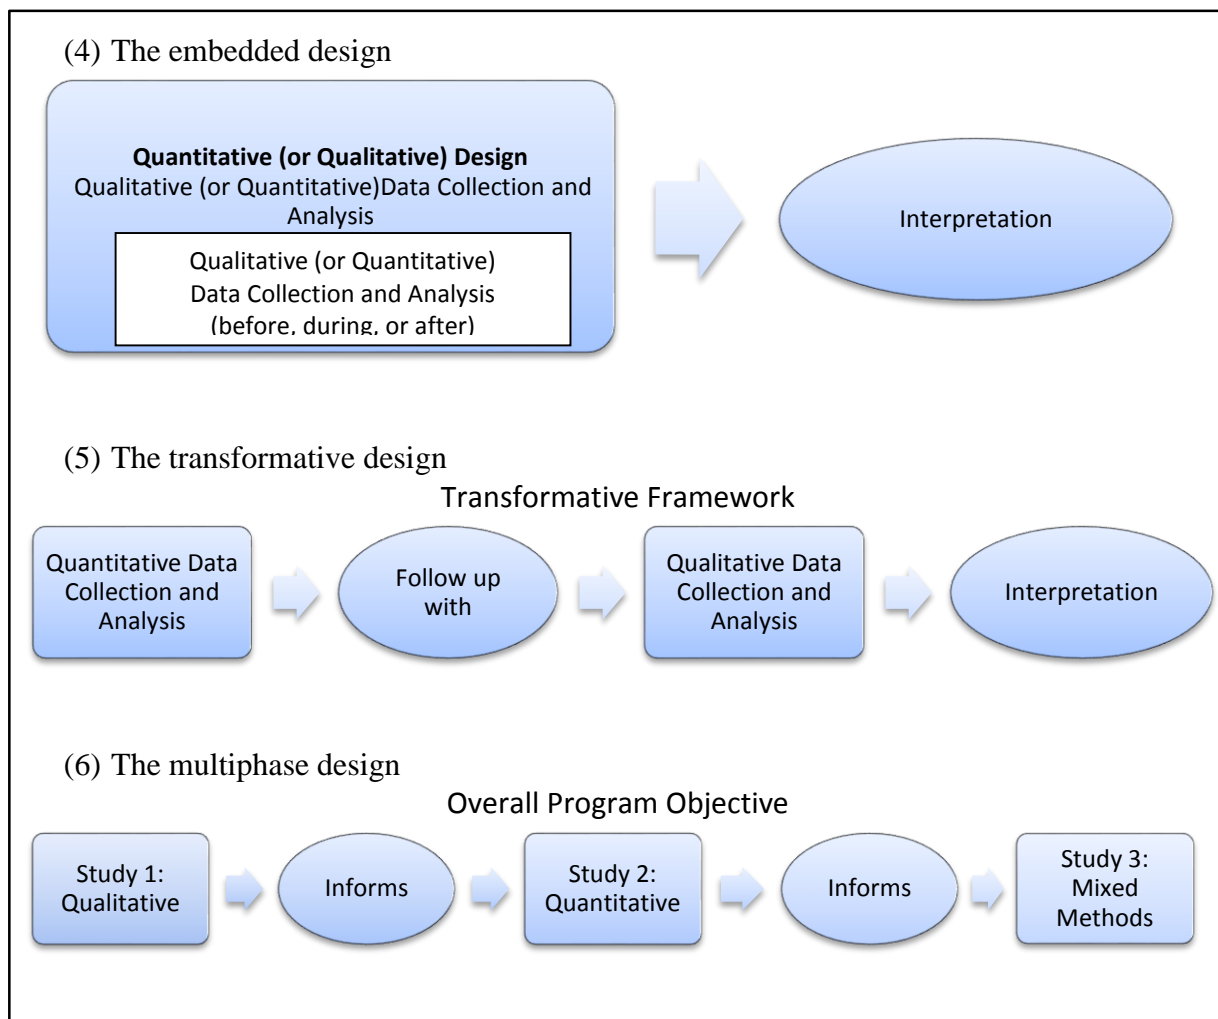 (4) The embedded design
Quantitative (or Qualitative) Design
Qualitative (or Quantitative)Data Collection and
Analysis
Qualitative (or Quantitative)
Data Collection and Analysis
(before, during, or after)
Interpretation
(5) The transformative design
Transformative Framework
Quantitative Data
Collection and
Analysis
Follow up
with
Qualitative Data
Collection and
Analysis
Interpretation
(6) The multiphase design
Overall Program Objective
Study 1:
Qualitative
Informs
Study 2:
Quantitative
Informs
Study 3:
Mixed
Methods